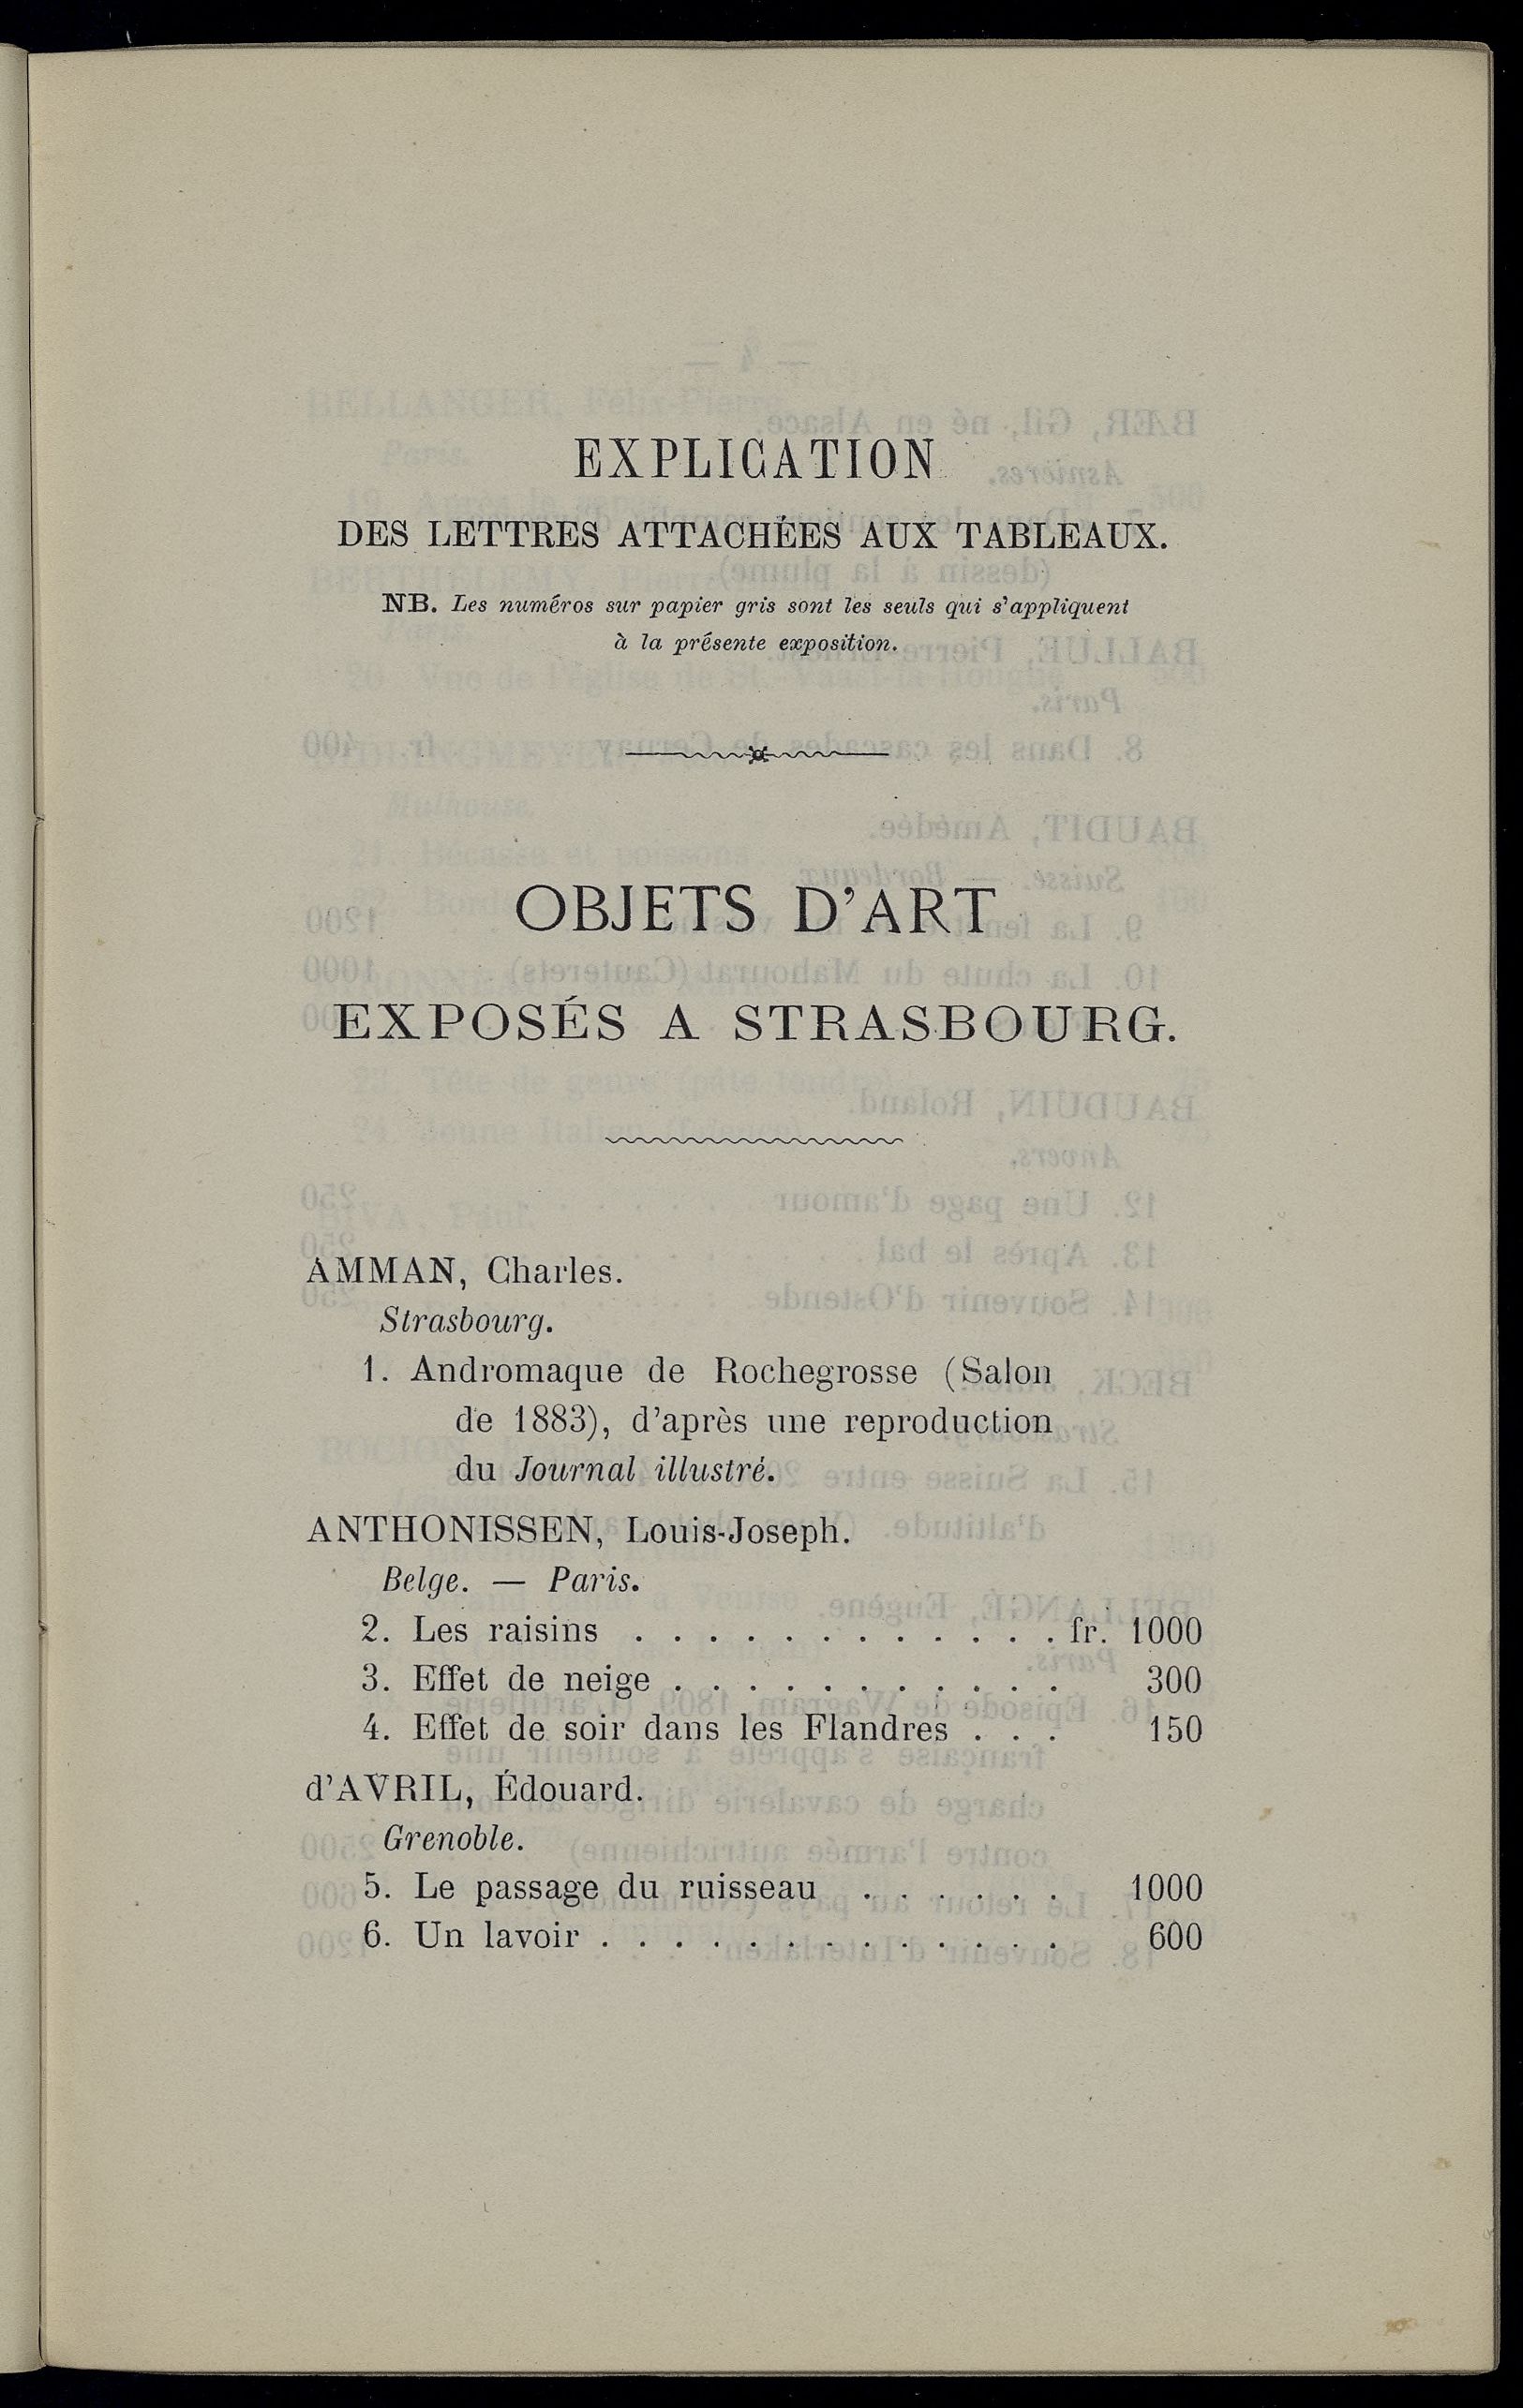 EXPLICATION
DES LETTRES ATTACHÉES AUX TABLEAUX.
NB. Les numéros sur papier gris sont les seuls qui s'appliquent
à la présente exposition.
OBJETS D'ART
EXPOSÉS A STRASBOURG.
AMMAN, Charles.
Strasbourg.
1. Andromaque de Rochegrosse (Salon
de 1883), d'après une reproduction
du Journal illustré.
ANTHONISSEN, Louis-Joseph.
Belge. — Paris.
2. Les raisins . . . . . . . . . . . . fr. 1000
3. Effet de neige . . . . . . . . . . . 300
4. Effet de soir dans les Flandres . . . 150
d'AVRIL, Édouard.
Grenoble.
5. Le passage du ruisseau . . . . . . 1000
6. Un lavoir . . . . . . . . . . . . . 600